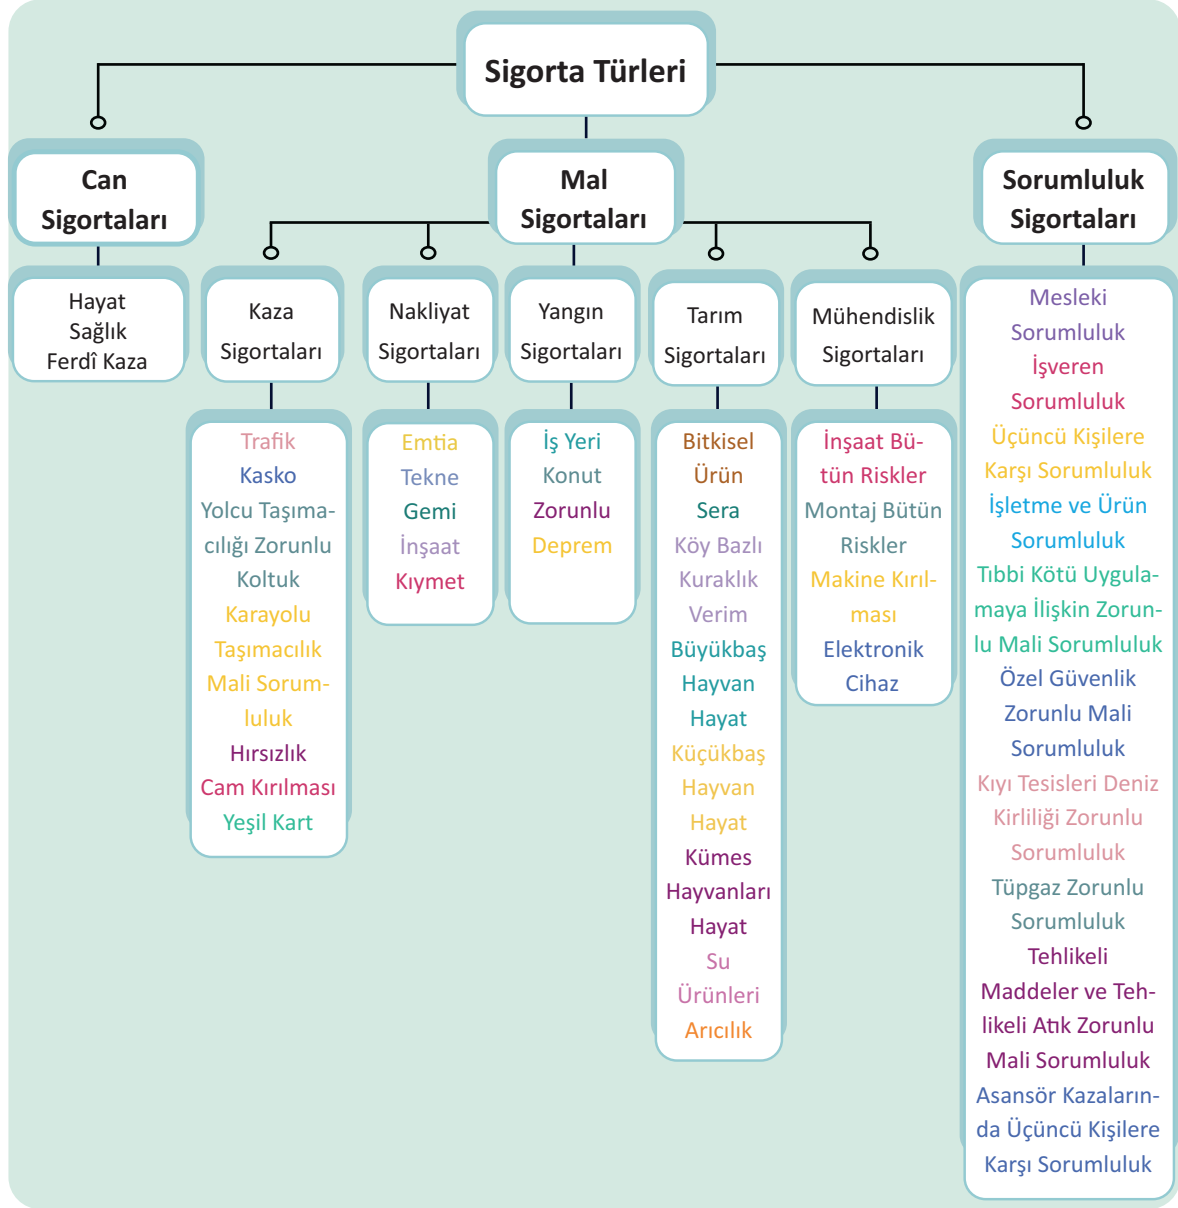 Sigorta Türleri
Can
Sigortaları
Hayat
Sağlık
Ferdî Kaza
Mal
Sigortaları
Kaza
Sigortaları
Trafik
Kasko
Yolcu Taşıma-
cılığı Zorunlu
Koltuk
Karayolu
Taşımacılık
Mali Sorum-
luluk
Hırsızlık
Cam Kırılması
Yeşil Kart
Nakliyat
Sigortaları
Emtia
Tekne
Gemi
İnşaat
Kıymet
Yangın
Sigortaları
İş Yeri
Konut
Zorunlu
Deprem
Tarım
Sigortaları
Bitkisel
Ürün
Sera
Köy Bazlı
Kuraklık
Verim
Büyükbaş
Hayvan
Hayat
Küçükbaş
Hayvan
Hayat
Kümes
Hayvanları
Hayat
Su
Ürünleri
Arıcılık
Mühendislik
Sigortaları
İnşaat Bü-
tün Riskler
Montaj Bütün
Riskler
Makine Kırıl-
ması
Elektronik
Cihaz
Sorumluluk
Sigortaları
Mesleki
Sorumluluk
İşveren
Sorumluluk
Üçüncü Kişilere
Karşı Sorumluluk
İşletme ve Ürün
Sorumluluk
Tıbbi Kötü Uygula-
maya İlişkin Zorun-
lu Mali Sorumluluk
Özel Güvenlik
Zorunlu Mali
Sorumluluk
Kıyı Tesisleri Deniz
Kirliliği Zorunlu
Sorumluluk
Tüpgaz Zorunlu
Sorumluluk
Tehlikeli
Maddeler ve Teh-
likeli Atık Zorunlu
Mali Sorumluluk
Asansör Kazaların-
da Üçüncü Kişilere
Karşı Sorumluluk